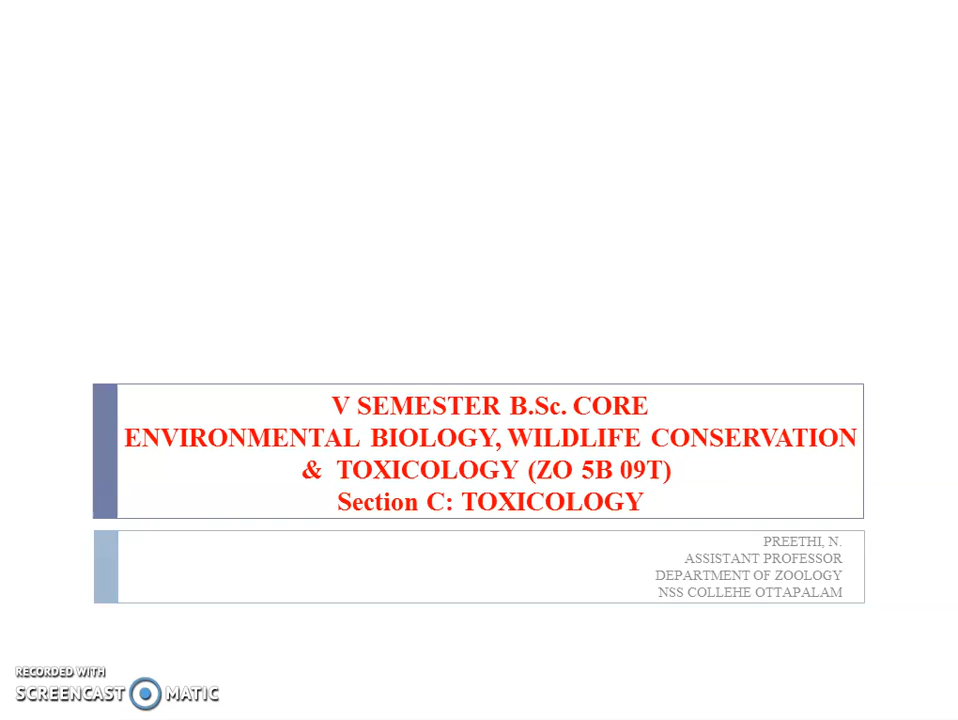 V SEMESTER B.Sc. CORE
ENVIRONMENTAL BIOLOGY, WILDLIFE CONSERVATION
& TOXICOLOGY (ZO 5B 09T)
Section C: TOXICOLOGY
PREETHI, N.
ASSISTANT PROFESSOR
DEPARTMENT OF ZOOLOGY
NSS COLLEHE OTTAPALAM
RECORDED WITH
SCREENCAST MATIC